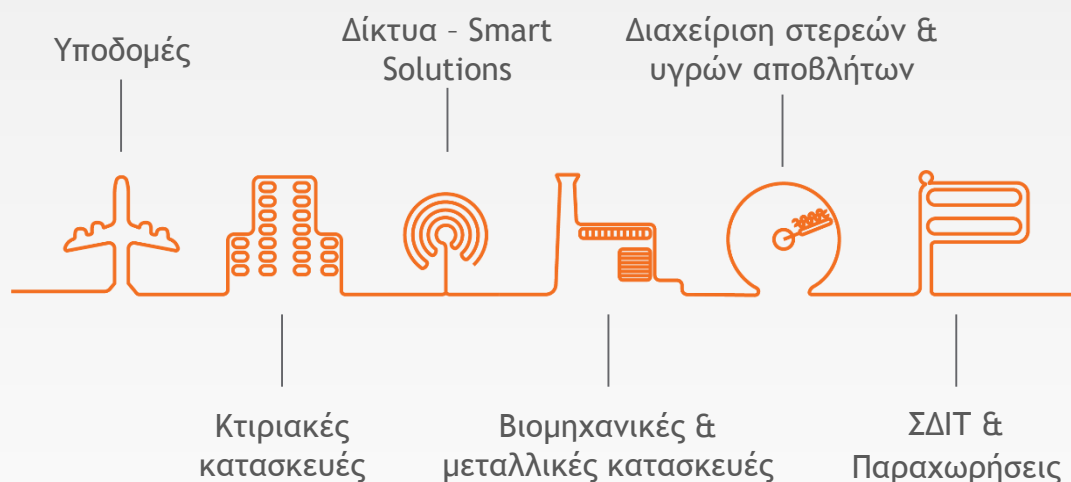 Υποδομές
Δίκτυα – Smart
Solutions
Διαχείριση στερεών &
υγρών αποβλήτων
Κτιριακές
κατασκευές
Βιομηχανικές &
μεταλλικές κατασκευές
ΣΔΙΤ &
Παραχωρήσεις